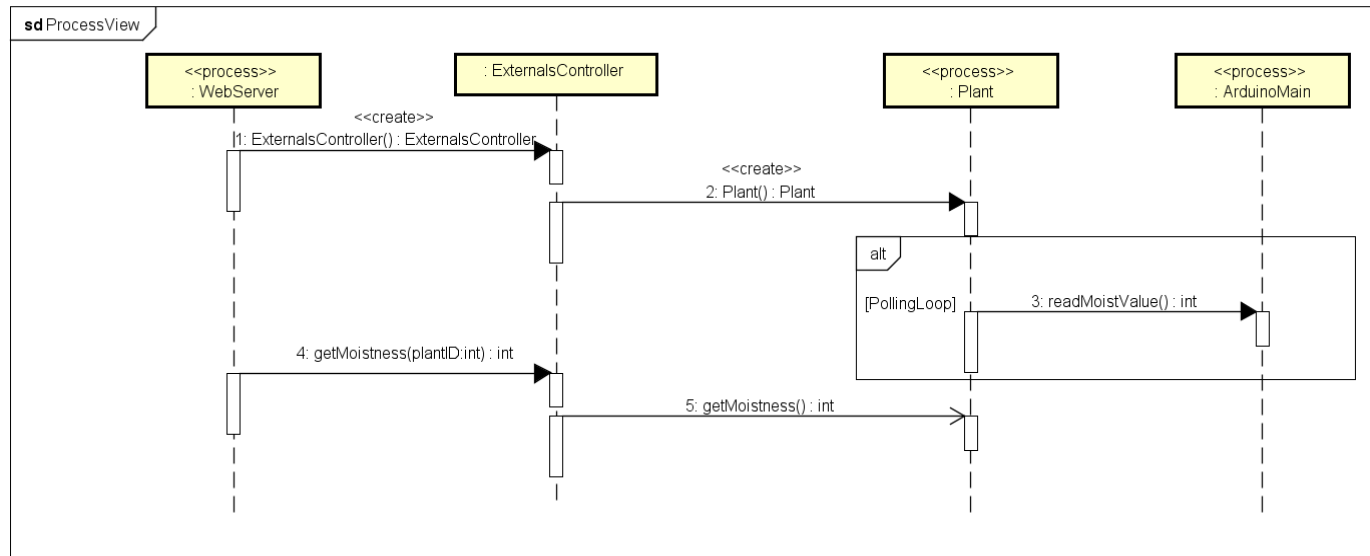 sd ProcessView
<<process>>
: WebServer
: ExternalsController
<<process>>
: Plant
<<process>>
: ArduinoMain
<<create>>
1: ExternalsController() : ExternalsController
<<create>>
2: Plant() : Plant
alt
[PollingLoop]
3: readMoistValue() : int
4: getMoistness(plantID:int) : int
5: getMoistness() : int